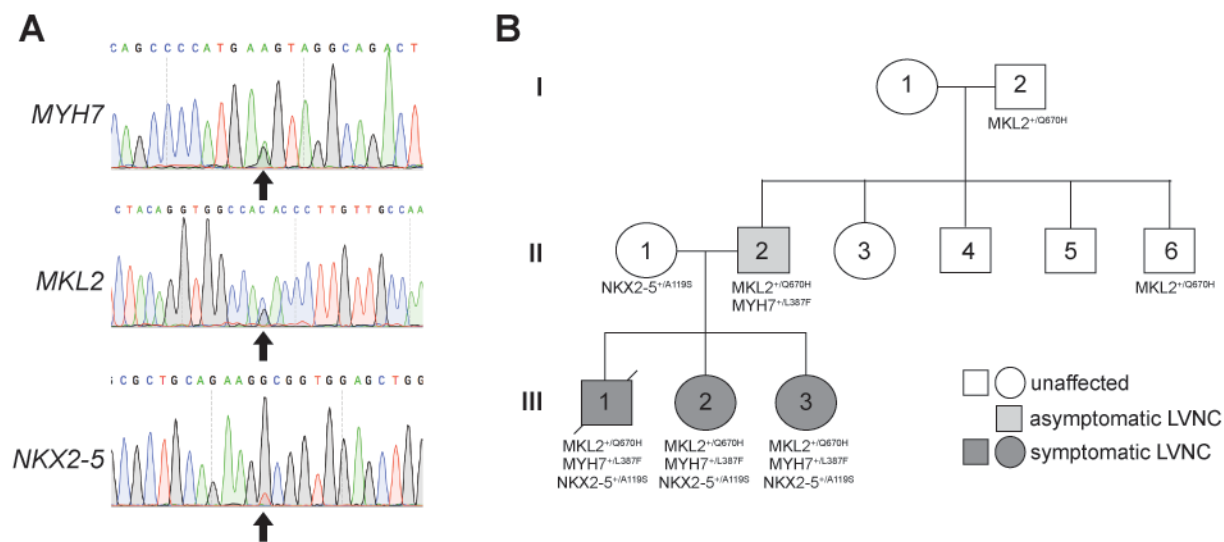 A
CAGCCCCATGAAGTAGGCAGACT
MYH7
CTACAGGTGGCCACACCCTTGTTGCCAA
MKL2
GCGCTGCAGAAGGCGGTGGAGCTGG
NKX2-5
B
I
1
2
MKL2+/Q670H
II
1
2
3
4
5
6
NKX2-5+/A119S
MKL2+/Q670H
MYH7+/L387F
MKL2+/Q670H
III
1
2
3
MKL2+/Q670H
MYH7+/L387F
NKX2-5+/A119S
MKL2+/Q670H
MYH7+/L387F
NKX2-5+/A119S
MKL2+/Q670H
MYH7+/L387F
NKX2-5+/A119S
unaffected
asymptomatic LVNC
symptomatic LVNC